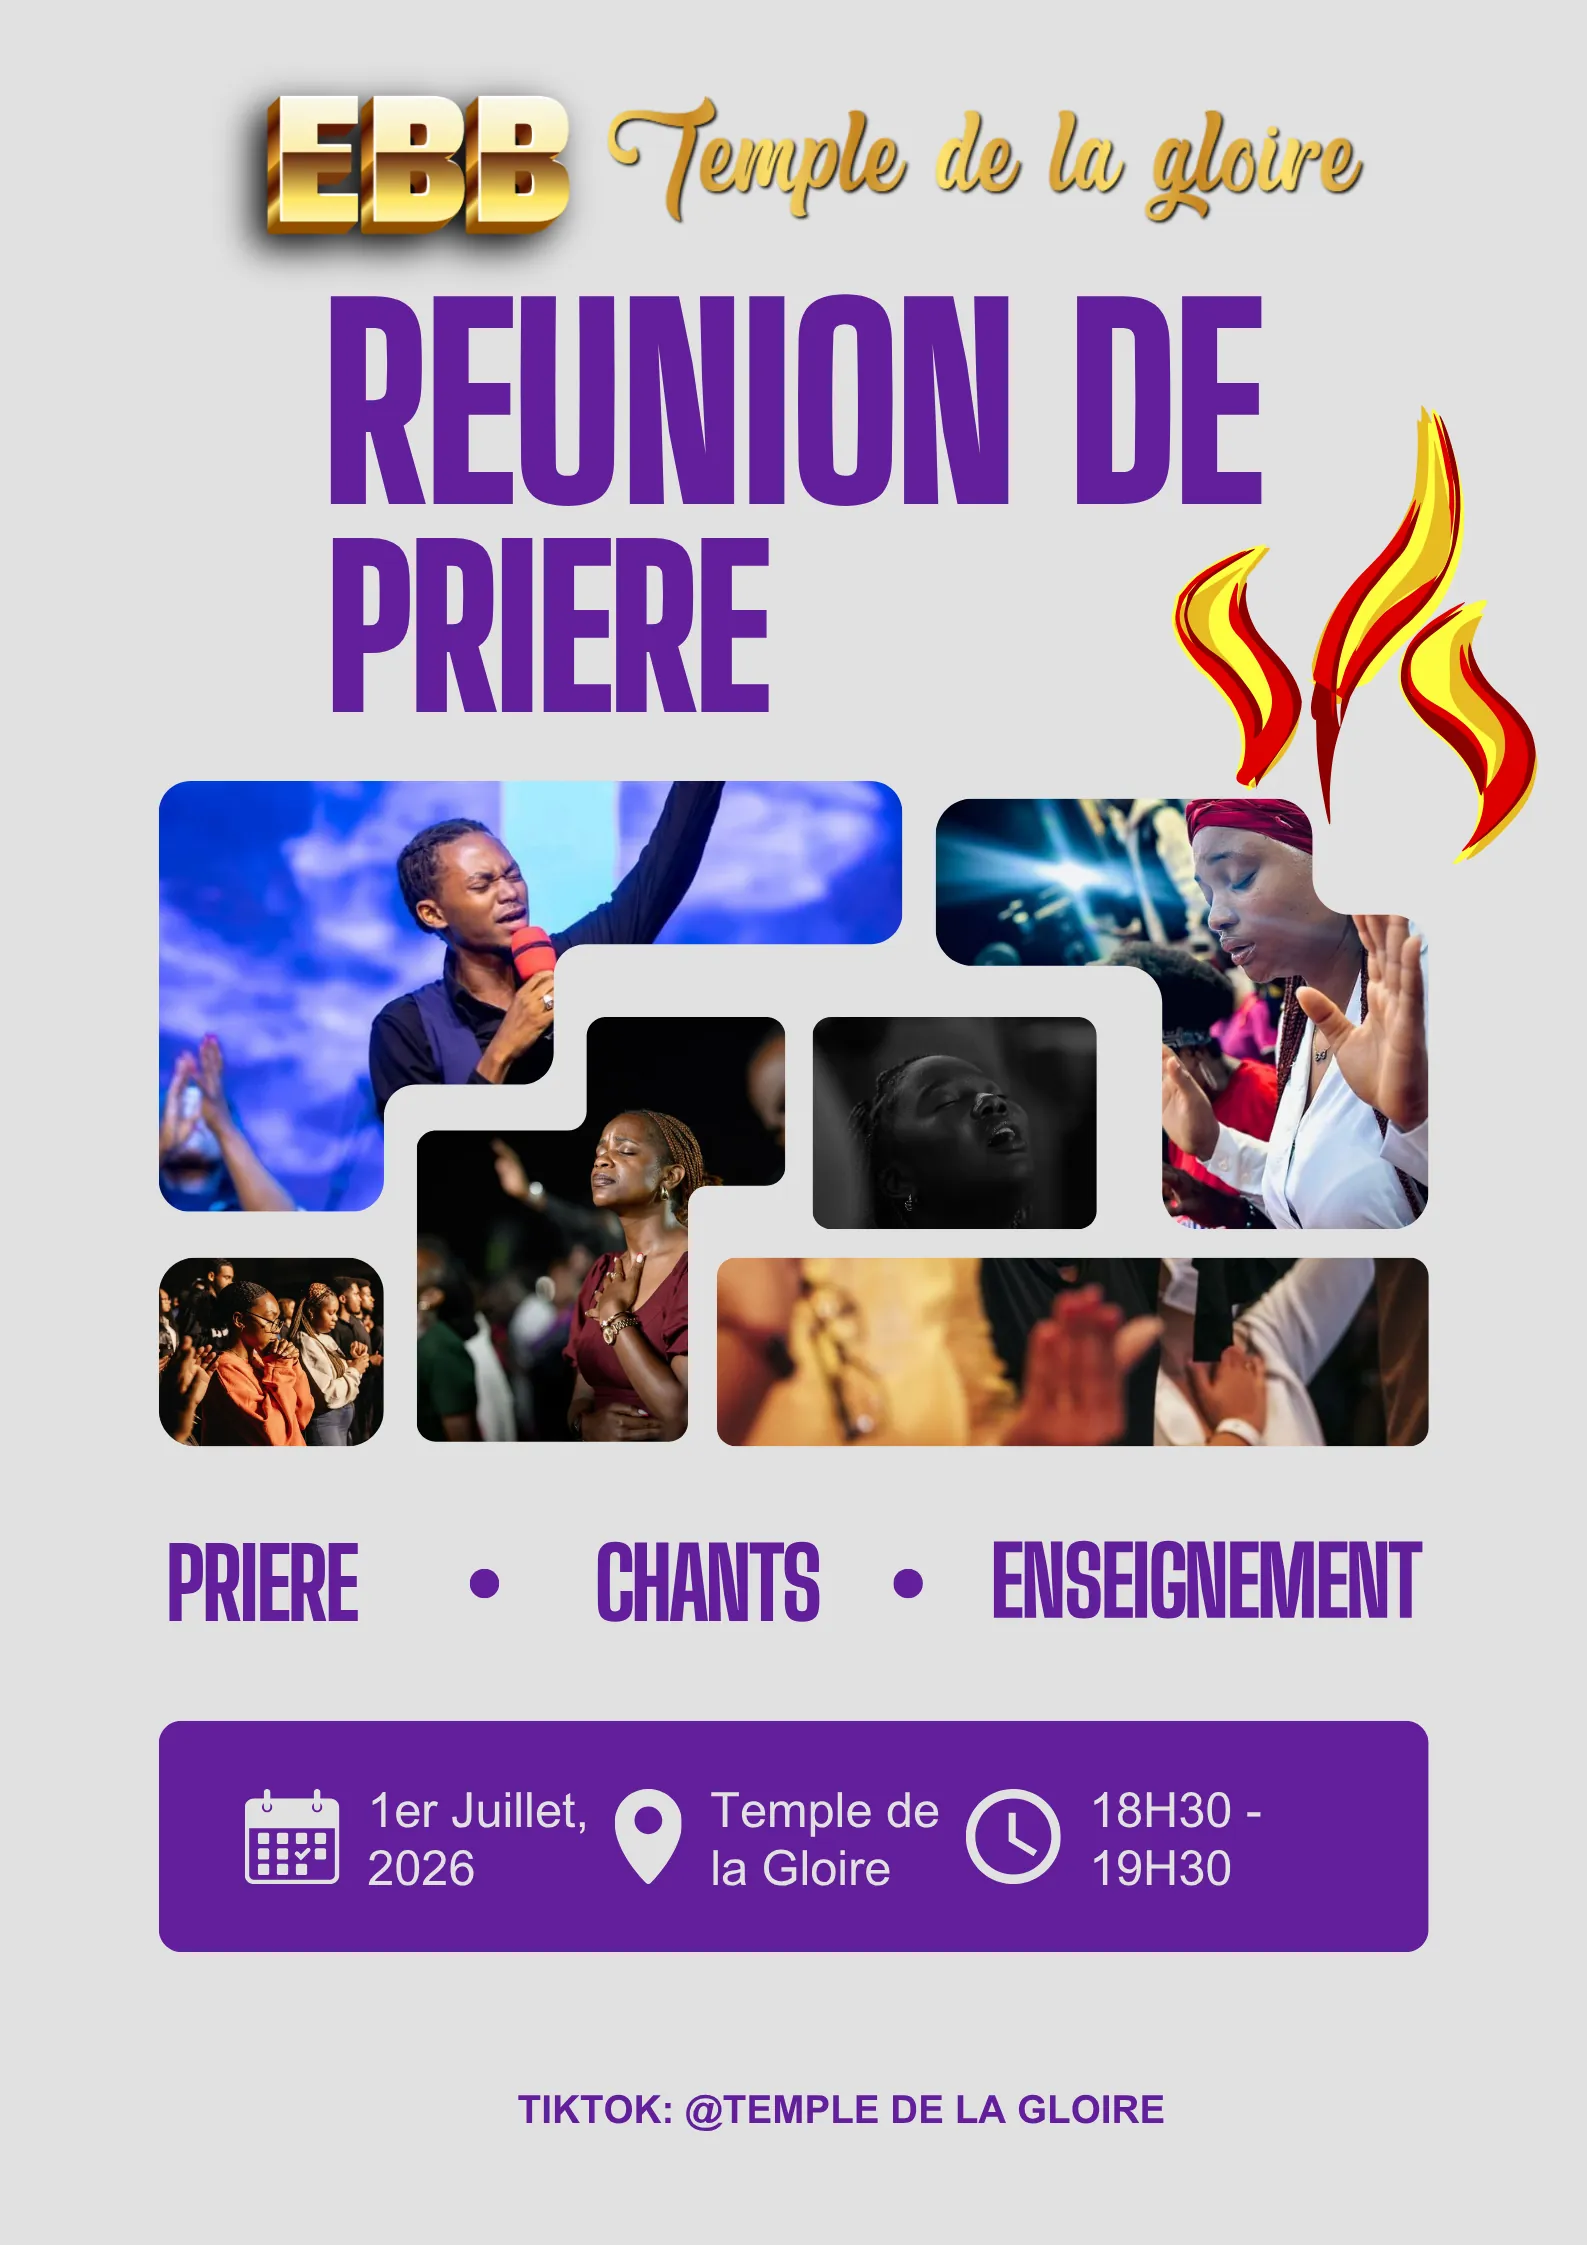 EBB Temple de la gloire
REUNION DE
PRIERE
PRIERE • CHANTS • ENSEIGNEMENT
1er Juillet,
2026
Temple de
la Gloire
18H30 -
19H30
TIKTOK: @TEMPLE DE LA GLOIRE